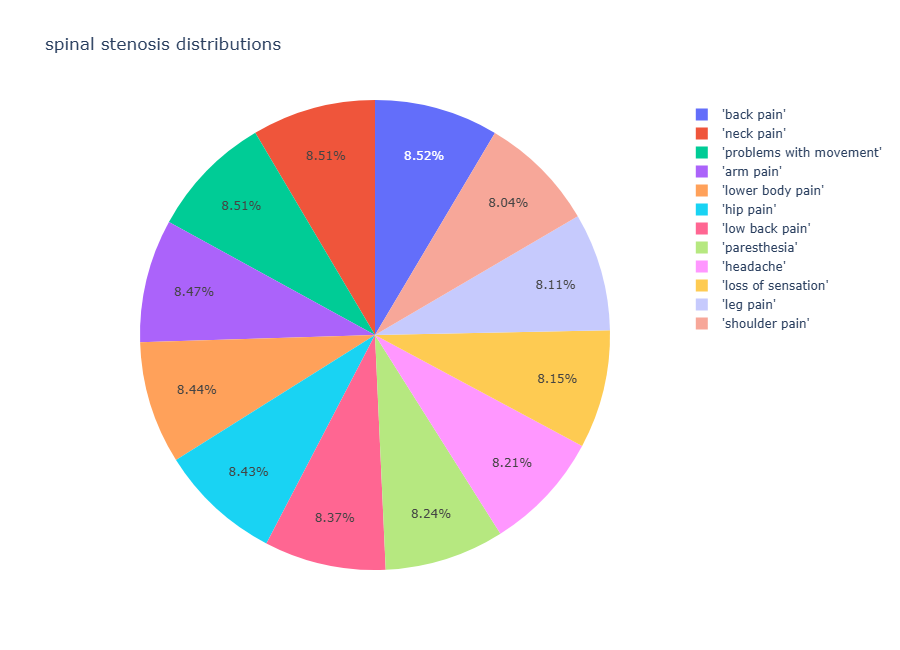 spinal stenosis distributions
'back pain'
'neck pain'
'problems with movement'
'arm pain'
'lower body pain'
'hip pain'
'low back pain'
'paresthesia'
'headache'
'loss of sensation'
'leg pain'
'shoulder pain'
8.52%
8.04%
8.11%
8.15%
8.21%
8.24%
8.37%
8.43%
8.44%
8.47%
8.51%
8.51%